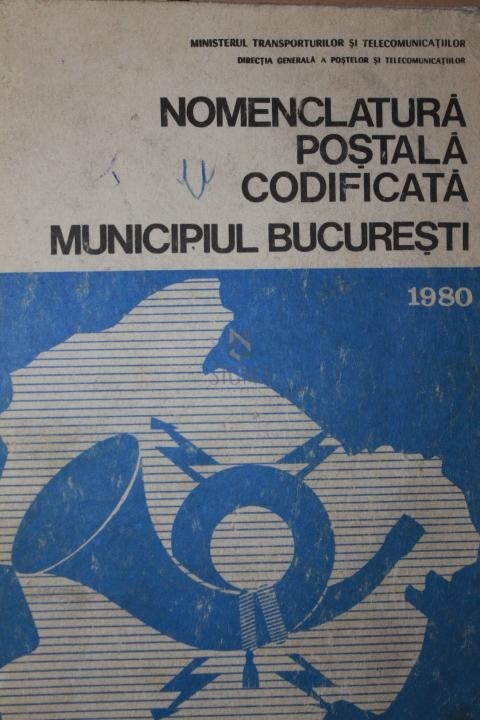 MINISTERUL TRANSPORTURILOR ȘI TELECOMUNICAȚIILOR
DIRECȚIA GENERALĂ A POȘTELOR ȘI TELECOMUNICAȚIILOR
NOMENCLATURĂ
POȘTALĂ
CODIFICATĂ
MUNICIPIUL BUCUREȘTI
1980